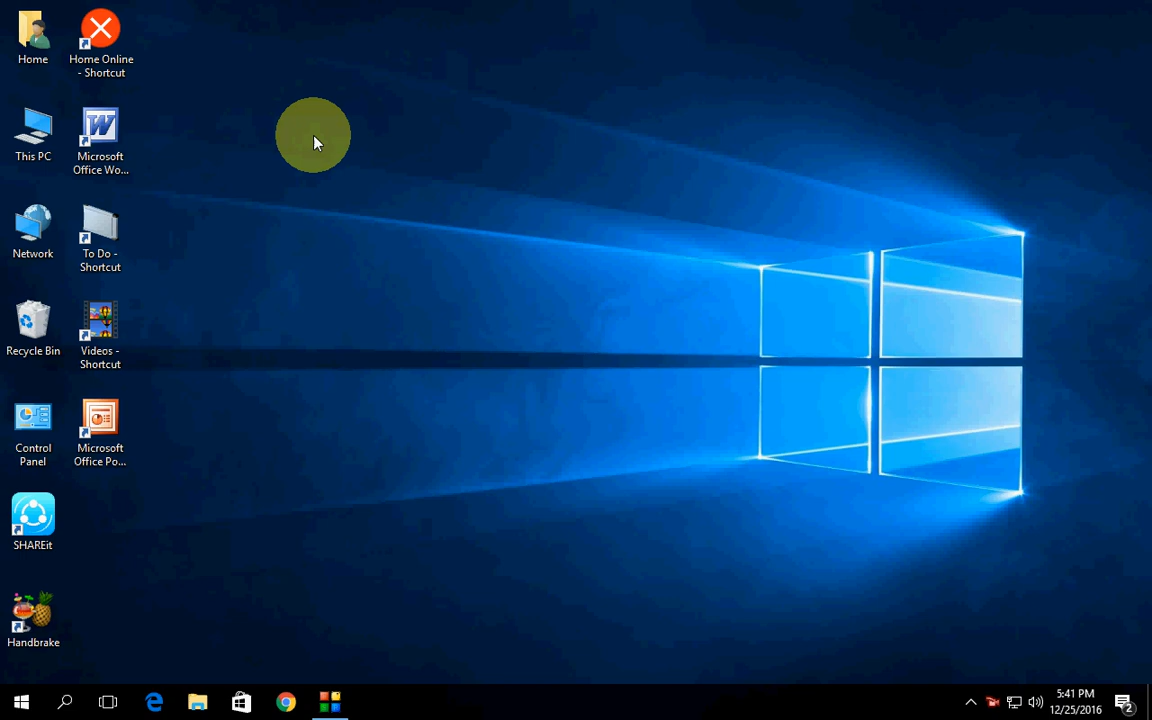 Home
Home Online
- Shortcut
This PC
Microsoft
Office Wo...
Network
To Do -
Shortcut
Recycle Bin
Videos -
Shortcut
Control
Panel
Microsoft
Office Po...
SHAREit
Handbrake
5:41 PM
12/25/2016
2